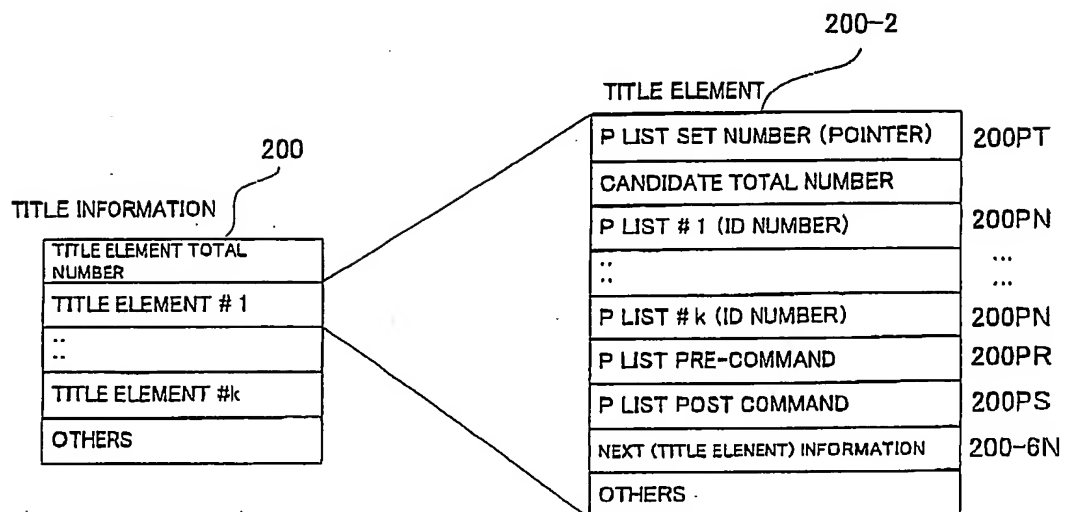 200-2
TITLE ELEMENT
P LIST SET NUMBER (POINTER) 200PT
CANDIDATE TOTAL NUMBER
P LIST # 1 (ID NUMBER) 200PN
:: ...
:: ...
P LIST # k (ID NUMBER) 200PN
P LIST PRE-COMMAND 200PR
P LIST POST COMMAND 200PS
NEXT (TITLE ELENENT) INFORMATION 200-6N
OTHERS
200
TITLE INFORMATION
TITLE ELEMENT TOTAL
NUMBER
TITLE ELEMENT # 1
::
::
TITLE ELEMENT #k
OTHERS